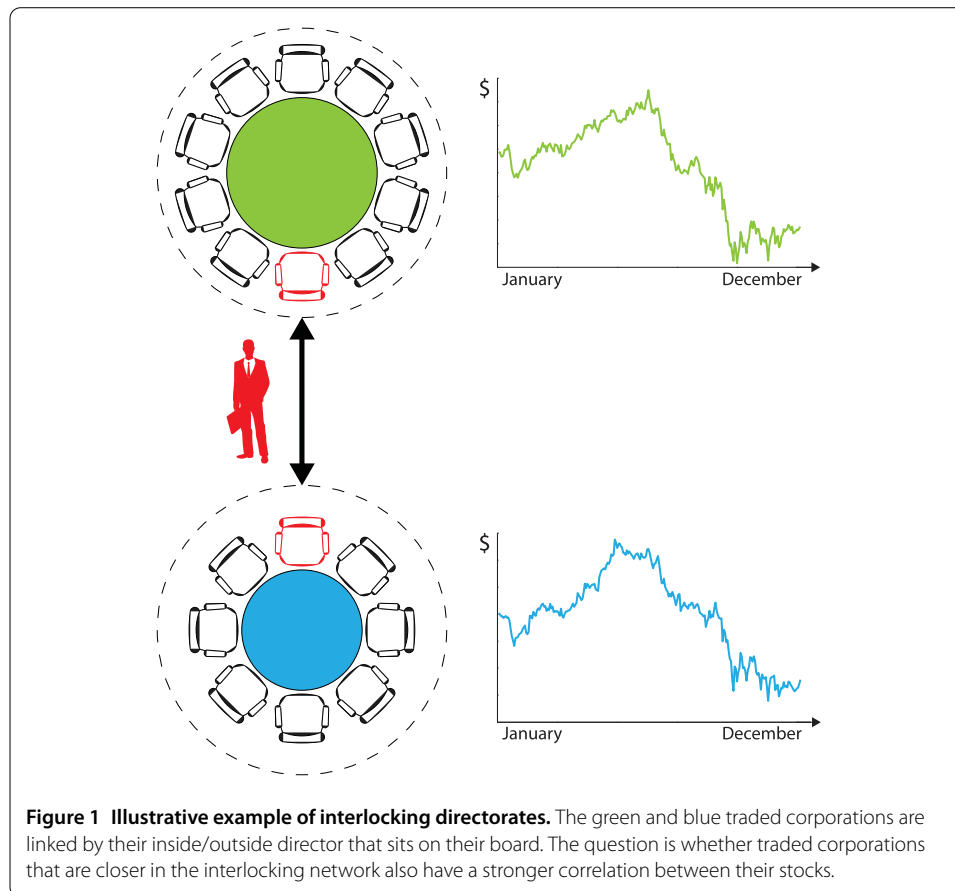 $
January December
$
January December
Figure 1 Illustrative example of interlocking directorates. The green and blue traded corporations are
linked by their inside/outside director that sits on their board. The question is whether traded corporations
that are closer in the interlocking network also have a stronger correlation between their stocks.